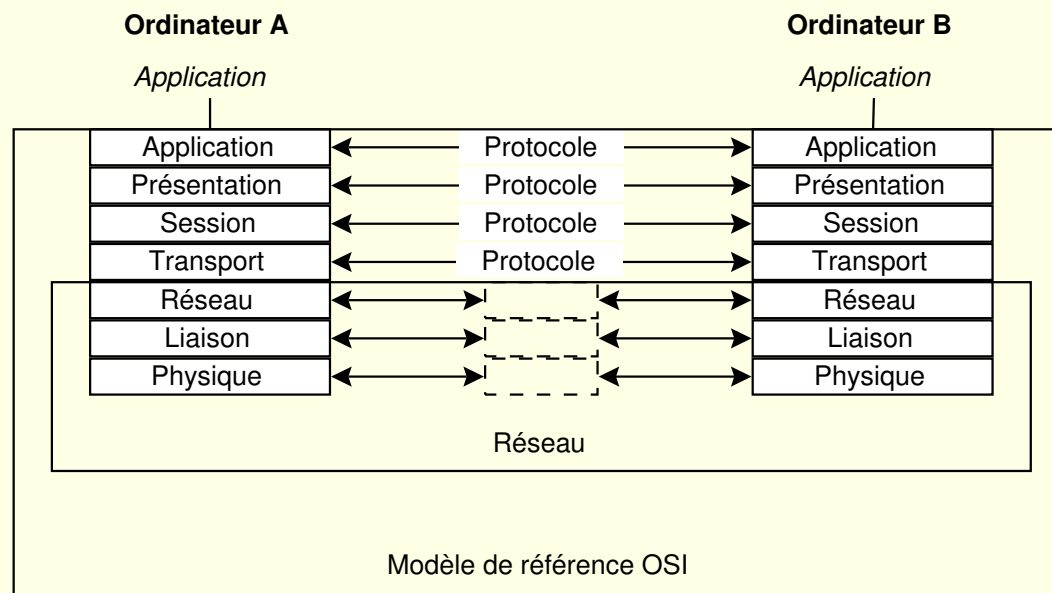 Ordinateur A Ordinateur B
Application Application
Application Protocole Application
Présentation Protocole Présentation
Session Protocole Session
Transport Protocole Transport
Réseau Réseau
Liaison Liaison
Physique Physique
Réseau
Modèle de référence OSI